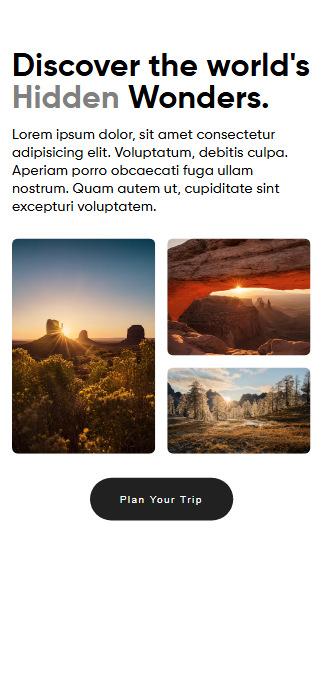 Discover the world's
Hidden Wonders.
Lorem ipsum dolor, sit amet consectetur
adipisicing elit. Voluptatum, debitis culpa.
Aperiam porro obcaecati fuga ullam
nostrum. Quam autem ut, cupiditate sint
excepturi voluptatem.
Plan Your Trip